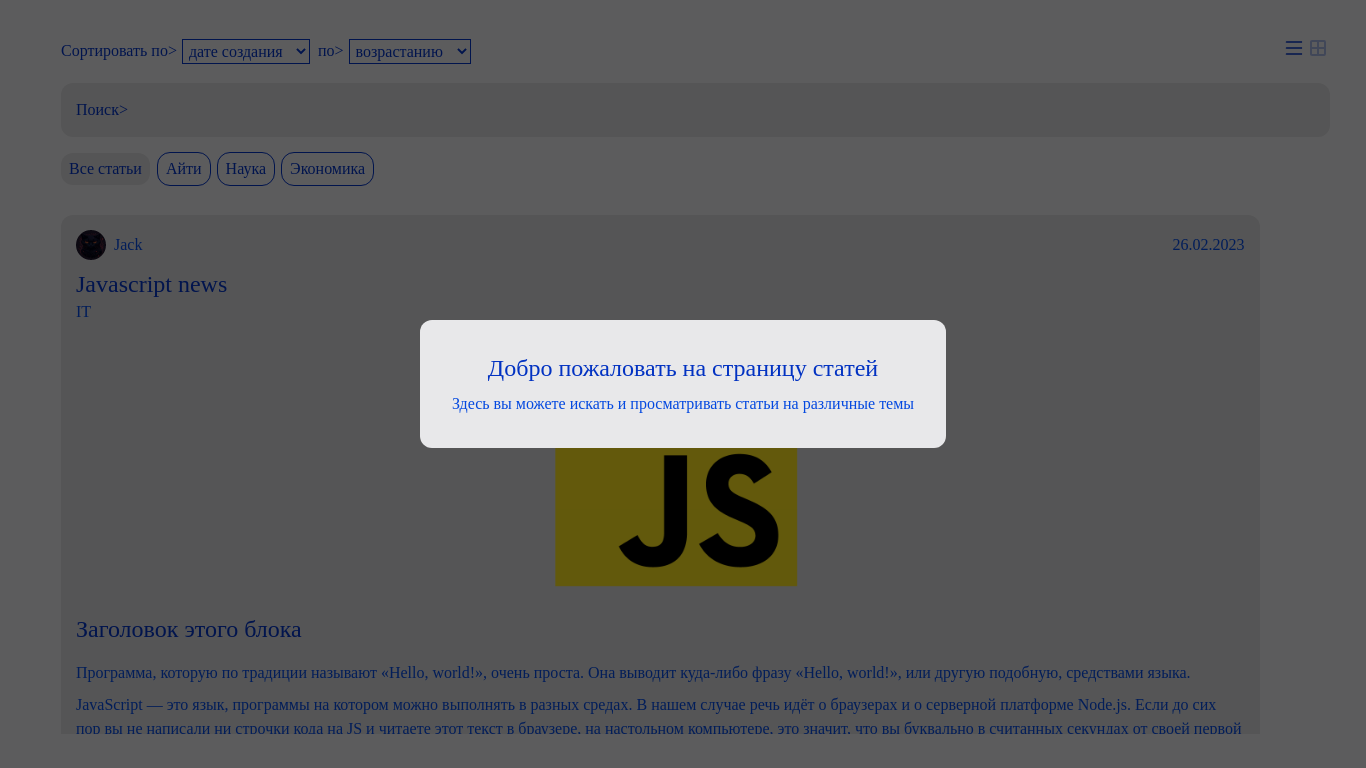 Сортировать по> дате создания по> возрастанию
Поиск>
Все статьи Айти Наука Экономика
Jack 26.02.2023
Javascript news
IT
Добро пожаловать на страницу статей
Здесь вы можете искать и просматривать статьи на различные темы
JS
Заголовок этого блока
Программа, которую по традиции называют «Hello, world!», очень проста. Она выводит куда-либо фразу «Hello, world!», или другую подобную, средствами языка.
JavaScript — это язык, программы на котором можно выполнять в разных средах. В нашем случае речь идёт о браузерах и о серверной платформе Node.js. Если до сих
пор вы не написали ни строчки кода на JS и читаете этот текст в браузере, на настольном компьютере, это значит, что вы буквально в считанных секундах от своей первой